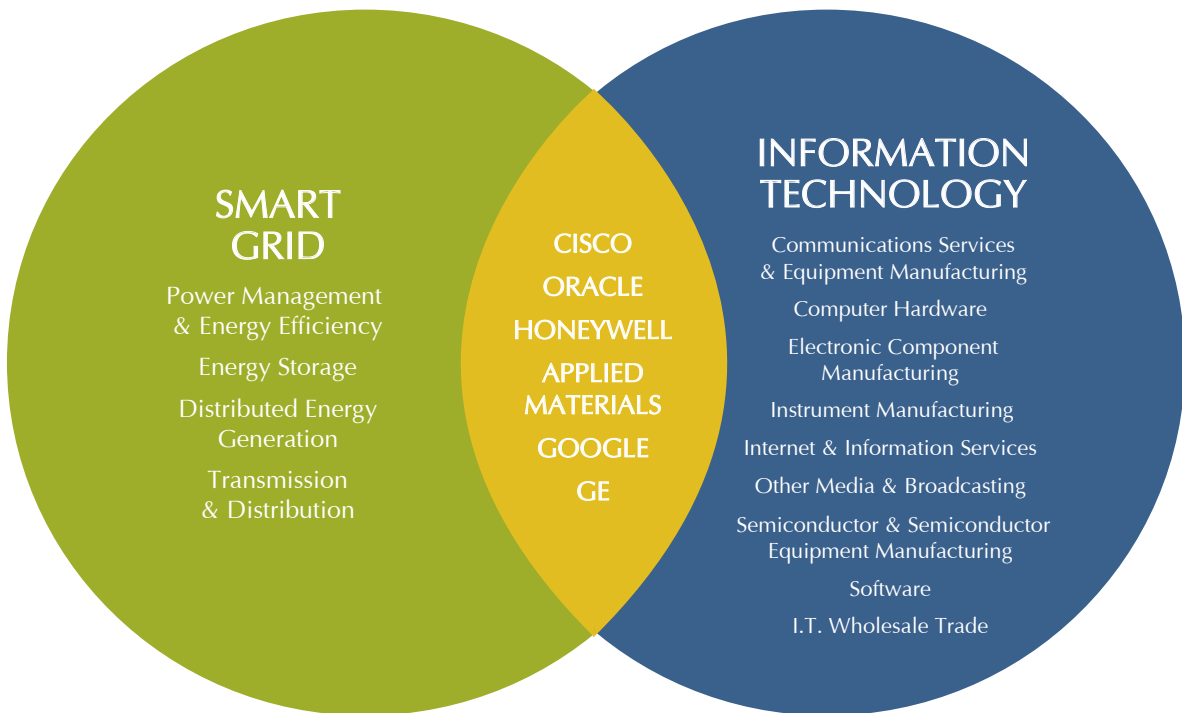 SMART
GRID
Power Management
& Energy Efficiency
Energy Storage
Distributed Energy
Generation
Transmission
& Distribution
CISCO
ORACLE
HONEYWELL
APPLIED
MATERIALS
GOOGLE
GE
INFORMATION
TECHNOLOGY
Communications Services
& Equipment Manufacturing
Computer Hardware
Electronic Component
Manufacturing
Instrument Manufacturing
Internet & Information Services
Other Media & Broadcasting
Semiconductor & Semiconductor
Equipment Manufacturing
Software
I.T. Wholesale Trade